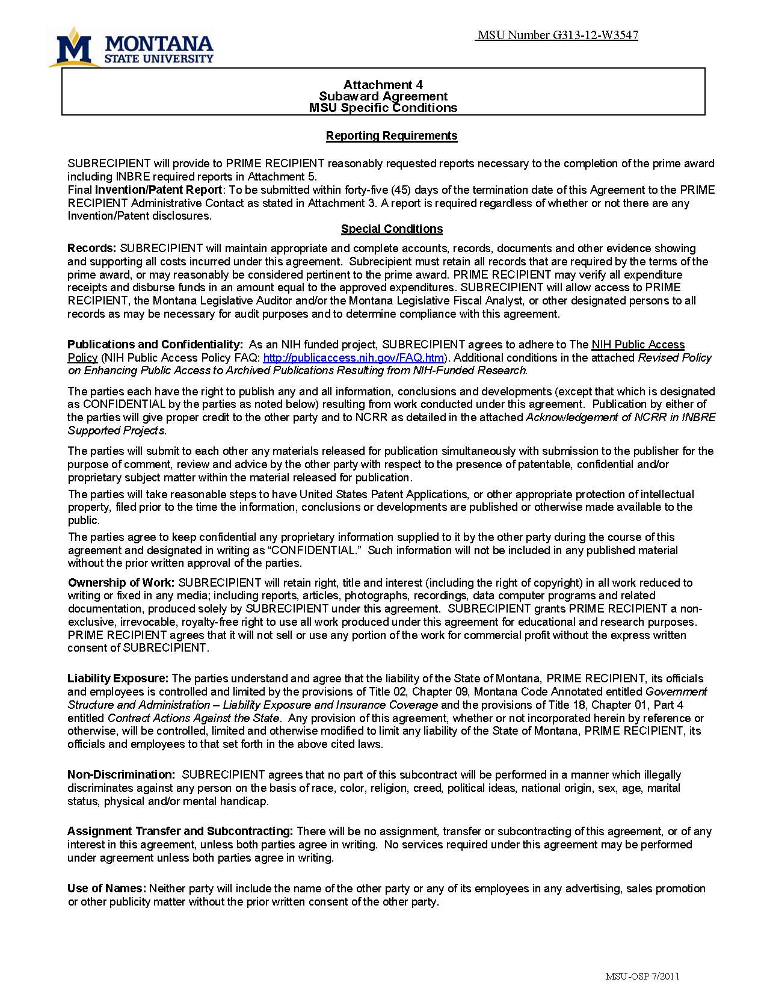 MSU Number G313-12-W3547
M MONTANA
STATE UNIVERSITY
Attachment 4
Subaward Agreement
MSU Specific Conditions
Reporting Requirements
SUBRECIPIENT will provide to PRIME RECIPIENT reasonably requested reports necessary to the completion of the prime award
including INBRE required reports in Attachment 5.
Final Invention/Patent Report: To be submitted within forty-five (45) days of the termination date of this Agreement to the PRIME
RECIPIENT Administrative Contact as stated in Attachment 3. A report is required regardless of whether or not there are any
Invention/Patent disclosures.
Special Conditions
Records: SUBRECIPIENT will maintain appropriate and complete accounts, records, documents and other evidence showing
and supporting all costs incurred under this agreement.  Subrecipient must retain all records that are required by the terms of the
prime award, or may reasonably be considered pertinent to the prime award. PRIME RECIPIENT may verify all expenditure
receipts and disburse funds in an amount equal to the approved expenditures. SUBRECIPIENT will allow access to PRIME
RECIPIENT, the Montana Legislative Auditor and/or the Montana Legislative Fiscal Analyst, or other designated persons to all
records as may be necessary for audit purposes and to determine compliance with this agreement.
Publications and Confidentiality:  As an NIH funded project, SUBRECIPIENT agrees to adhere to The NIH Public Access
Policy (NIH Public Access Policy FAQ: http://publicaccess.nih.gov/FAQ.htm). Additional conditions in the attached Revised Policy
on Enhancing Public Access to Archived Publications Resulting from NIH-Funded Research.
The parties each have the right to publish any and all information, conclusions and developments (except that which is designated
as CONFIDENTIAL by the parties as noted below) resulting from work conducted under this agreement.  Publication by either of
the parties will give proper credit to the other party and to NCRR as detailed in the attached Acknowledgement of NCRR in INBRE
Supported Projects.
The parties will submit to each other any materials released for publication simultaneously with submission to the publisher for the
purpose of comment, review and advice by the other party with respect to the presence of patentable, confidential and/or
proprietary subject matter within the material released for publication.
The parties will take reasonable steps to have United States Patent Applications, or other appropriate protection of intellectual
property, filed prior to the time the information, conclusions or developments are published or otherwise made available to the
public.
The parties agree to keep confidential any proprietary information supplied to it by the other party during the course of this
agreement and designated in writing as “CONFIDENTIAL.”  Such information will not be included in any published material
without the prior written approval of the parties.
Ownership of Work: SUBRECIPIENT will retain right, title and interest (including the right of copyright) in all work reduced to
writing or fixed in any media; including reports, articles, photographs, recordings, data computer programs and related
documentation, produced solely by SUBRECIPIENT under this agreement.  SUBRECIPIENT grants PRIME RECIPIENT a non-
exclusive, irrevocable, royalty-free right to use all work produced under this agreement for educational and research purposes.
PRIME RECIPIENT agrees that it will not sell or use any portion of the work for commercial profit without the express written
consent of SUBRECIPIENT.
Liability Exposure: The parties understand and agree that the liability of the State of Montana, PRIME RECIPIENT, its officials
and employees is controlled and limited by the provisions of Title 02, Chapter 09, Montana Code Annotated entitled Government
Structure and Administration – Liability Exposure and Insurance Coverage and the provisions of Title 18, Chapter 01, Part 4
entitled Contract Actions Against the State.  Any provision of this agreement, whether or not incorporated herein by reference or
otherwise, will be controlled, limited and otherwise modified to limit any liability of the State of Montana, PRIME RECIPIENT, its
officials and employees to that set forth in the above cited laws.
Non-Discrimination:  SUBRECIPIENT agrees that no part of this subcontract will be performed in a manner which illegally
discriminates against any person on the basis of race, color, religion, creed, political ideas, national origin, sex, age, marital
status, physical and/or mental handicap.
Assignment Transfer and Subcontracting: There will be no assignment, transfer or subcontracting of this agreement, or of any
interest in this agreement, unless both parties agree in writing.  No services required under this agreement may be performed
under agreement unless both parties agree in writing.
Use of Names: Neither party will include the name of the other party or any of its employees in any advertising, sales promotion
or other publicity matter without the prior written consent of the other party.
MSU-OSP 7/2011